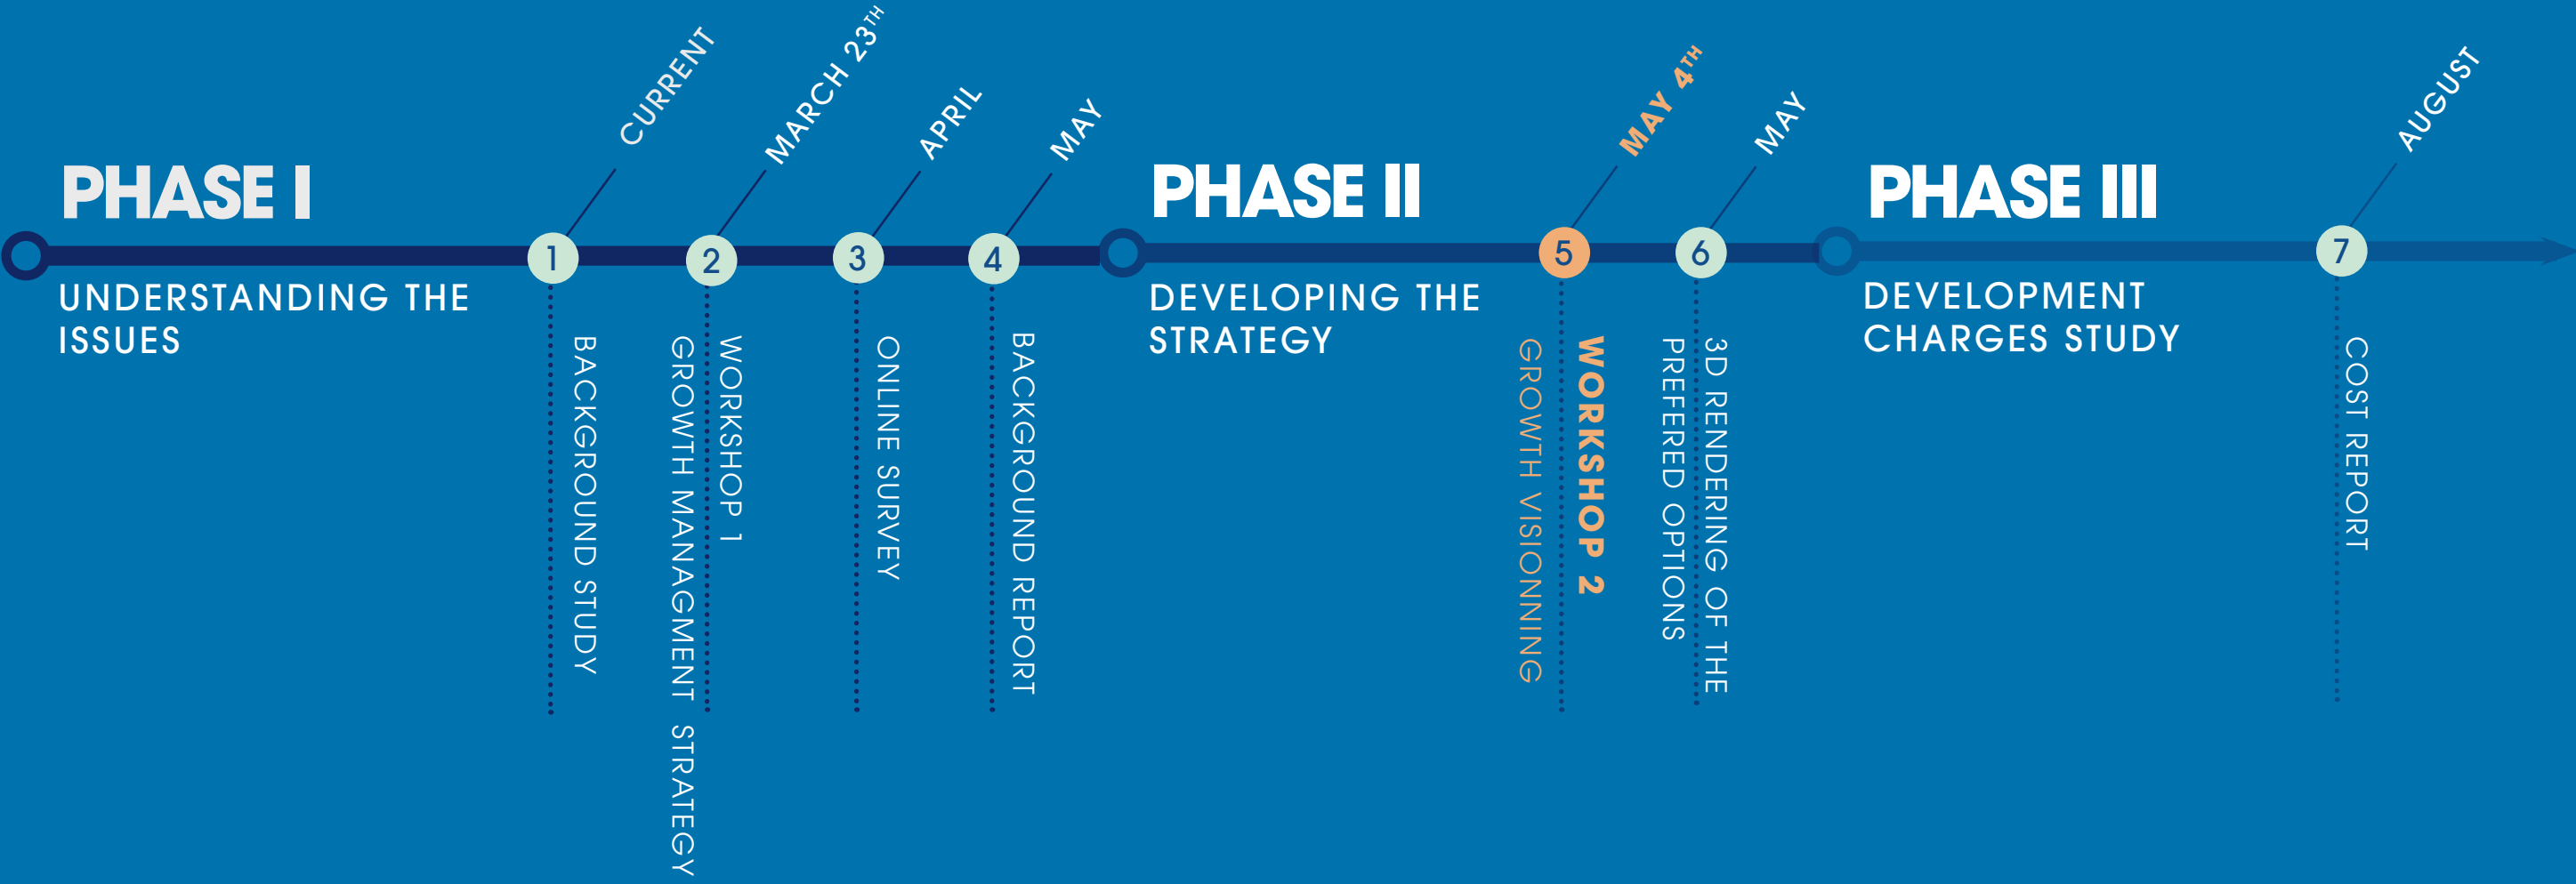 PHASE I
UNDERSTANDING THE
ISSUES
CURRENT
1
BACKGROUND STUDY
MARCH 23TH
2
WORKSHOP 1
GROWTH MANAGMENT STRATEGY
APRIL
3
ONLINE SURVEY
MAY
4
BACKGROUND REPORT
PHASE II
DEVELOPING THE
STRATEGY
MAY 4TH
5
WORKSHOP 2
GROWTH VISIONNING
MAY
6
3D RENDERING OF THE
PREFERED OPTIONS
PHASE III
DEVELOPMENT
CHARGES STUDY
AUGUST
7
COST REPORT